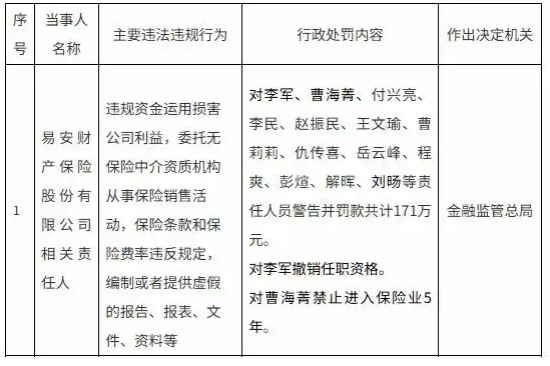 序号
当事人名称
主要违法违规行为
行政处罚内容
作出决定机关
1
易安财
产保险
股份有
限公司
相关责
任人
违规资金运用损害
公司利益，委托无
保险中介资质机构
从事保险销售活
动，保险条款和保
险费率违反规定，
编制或者提供虚假
的报告、报表、文
件、资料等
对李军、曹海菁、付兴亮、
李民、赵振民、王文瑜、曹
莉莉、仇传喜、岳云峰、程
爽、彭煊、解晖、刘旸等责
任人员警告并罚款共计171万
元。
对李军撤销任职资格。
对曹海菁禁止进入保险业5
年。
金融监管总局